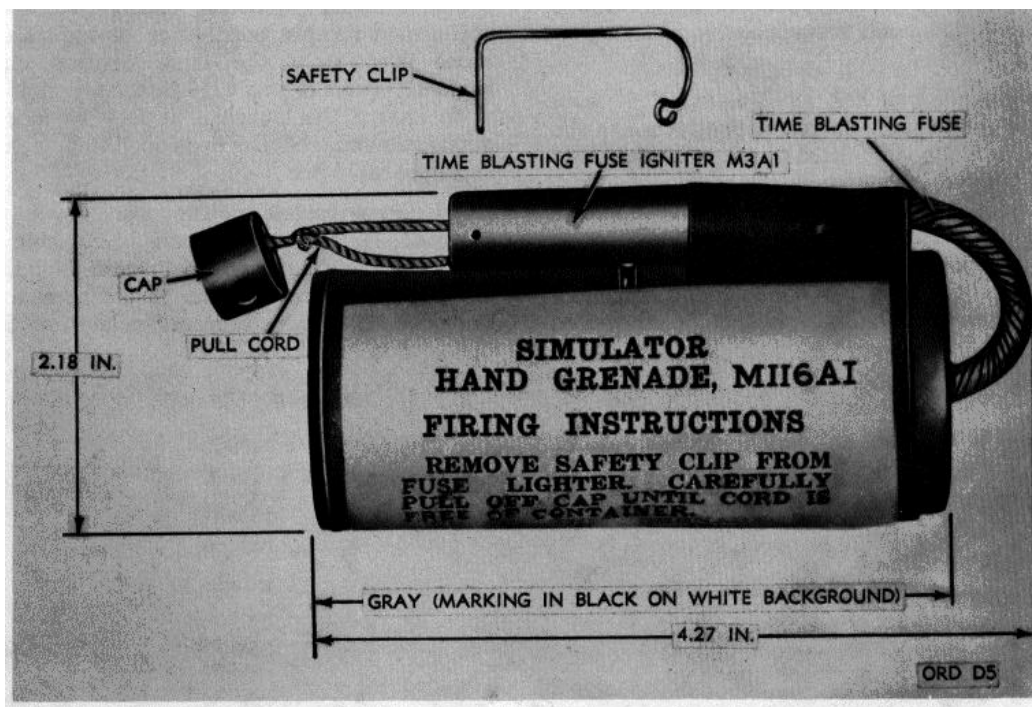 SAFETY CLIP
TIME BLASTING FUSE
TIME BLASTING FUSE IGNITER M3A1
CAP
PULL CORD
2.18 IN.
SIMULATOR
HAND GRENADE, M116A1
FIRING INSTRUCTIONS
REMOVE SAFETY CLIP FROM
FUSE LIGHTER. CAREFULLY
PULL OFF CAP UNTIL CORD IS
FREE OF CONTAINER.
GRAY (MARKING IN BLACK ON WHITE BACKGROUND)
4.27 IN.
ORD D5